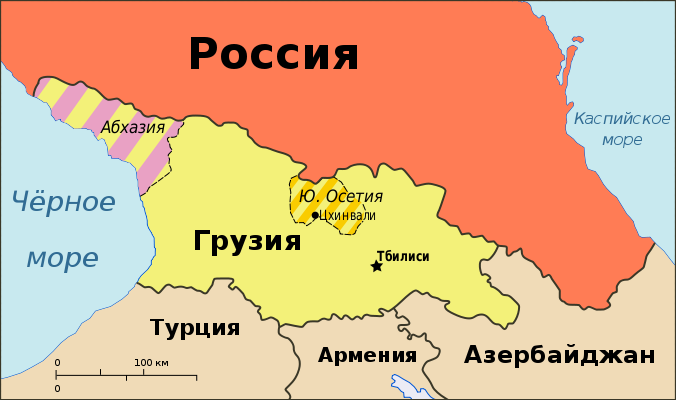 Россия
Каспийское
море
Абхазия
Чёрное
море
Ю. Осетия
Цхинвали
Грузия
Тбилиси
Турция
Армения
Азербайджан
0
100 км
0